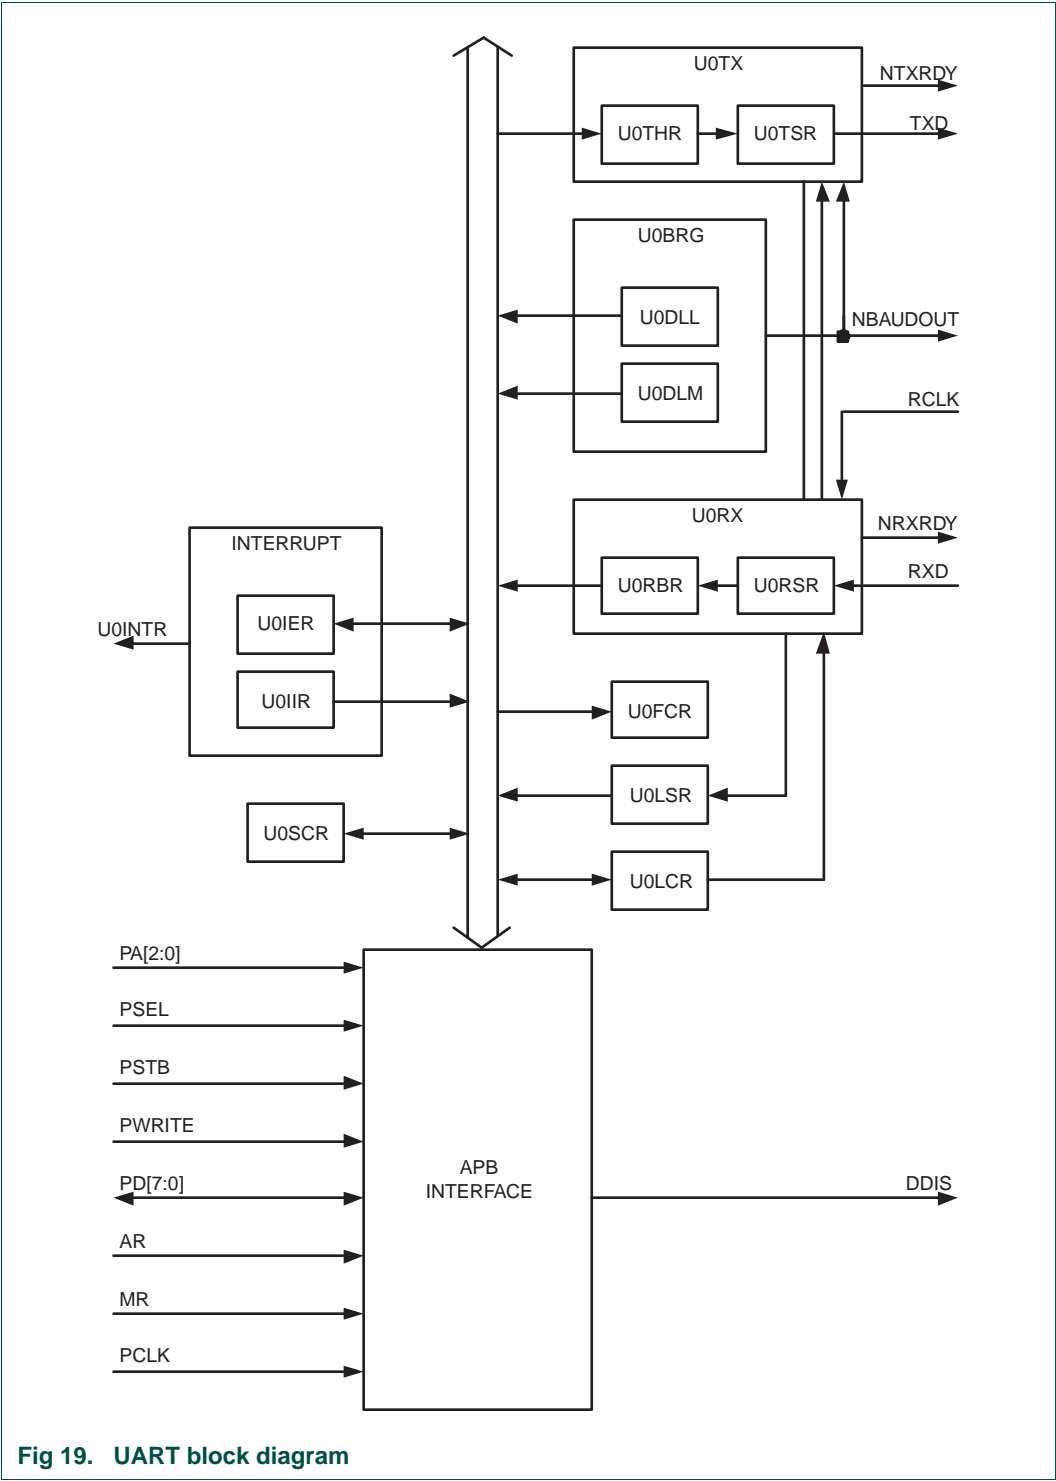 U0TX
NTXRDY
U0THR
U0TSR
TXD
U0BRG
U0DLL
NBAUDOUT
U0DLM
RCLK
U0RX
NRXRDY
INTERRUPT
U0RBR
U0RSR
RXD
U0IER
U0INTR
U0IIR
U0FCR
U0LSR
U0SCR
U0LCR
PA[2:0]
PSEL
PSTB
PWRITE
PD[7:0]
APB
INTERFACE
DDIS
AR
MR
PCLK
Fig 19. UART block diagram